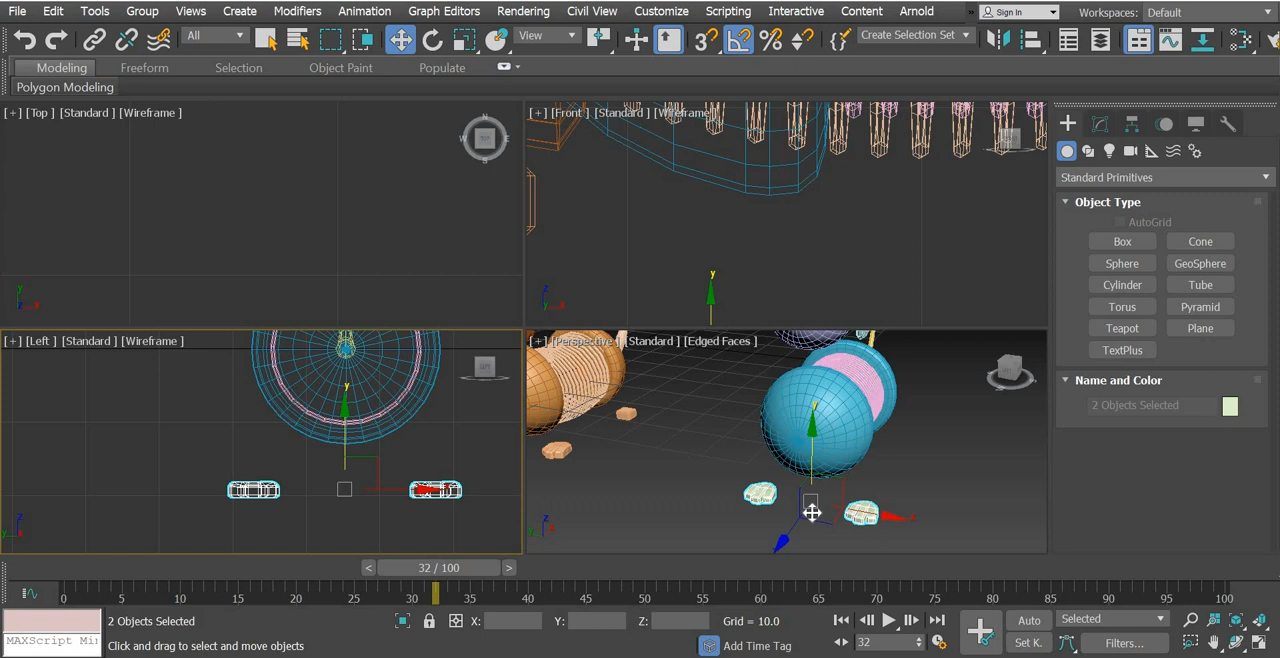 File Edit Tools Group Views Create Modifiers Animation Graph Editors Rendering Civil View Customize Scripting Interactive Content Arnold » Sign In Workspaces: Default
All View 3 % Create Selection Set
Modeling Freeform Selection Object Paint Populate
Polygon Modeling
[+] [Top] [Standard] [Wireframe]
[+] [Front] [Standard] [Wireframe]
N
W TOP E
S
y
x
z
y
z
x
Standard Primitives
Object Type
AutoGrid
Box Cone
Sphere GeoSphere
Cylinder Tube
Torus Pyramid
Teapot Plane
TextPlus
Name and Color
2 Objects Selected
[+] [Left] [Standard] [Wireframe]
[+] [Perspective] [Standard] [Edged Faces]
y
y
x
z
y
z
x
< 32 / 100 >
0 5 10 15 20 25 30 35 40 45 50 55 60 65 70 75 80 85 90 95 100
2 Objects Selected X: Y: Z: Grid = 10.0 Auto Selected
MAXScript Mi Click and drag to select and move objects Add Time Tag 32 Set K. Filters...